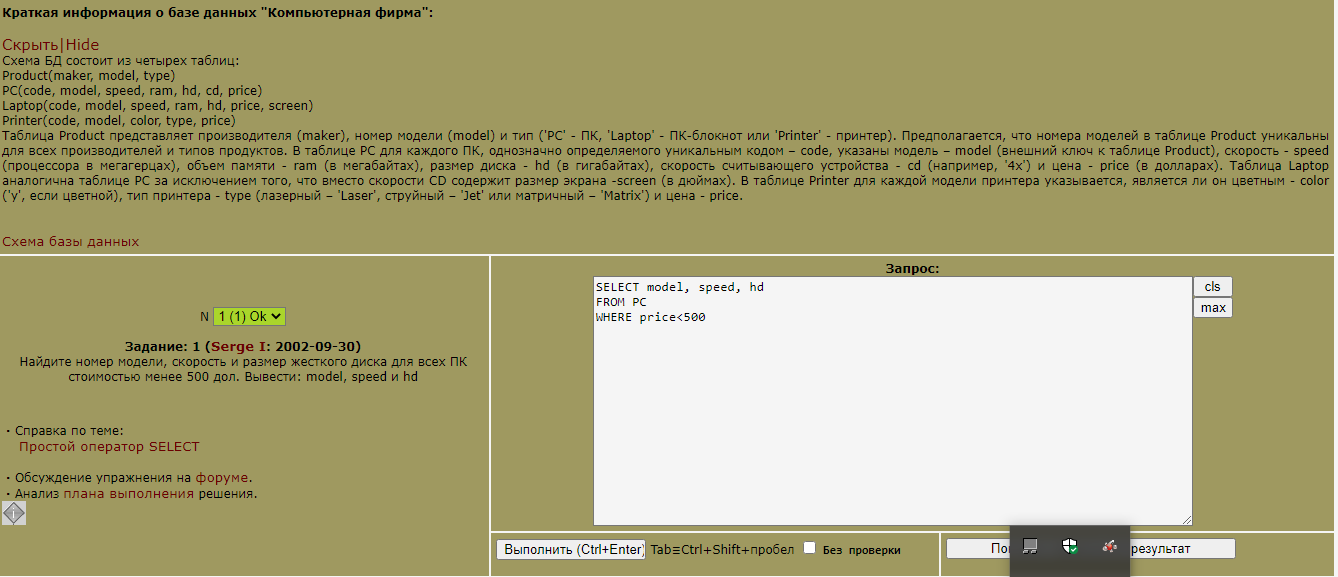 Краткая информация о базе данных "Компьютерная фирма":
Скрыть|Hide
Схема БД состоит из четырех таблиц:
Product(maker, model, type)
PC(code, model, speed, ram, hd, cd, price)
Laptop(code, model, speed, ram, hd, price, screen)
Printer(code, model, color, type, price)
Таблица Product представляет производителя (maker), номер модели (model) и тип ('PC' - ПК, 'Laptop' - ПК-блокнот или 'Printer' - принтер). Предполагается, что номера моделей в таблице Product уникальны
для всех производителей и типов продуктов. В таблице PC для каждого ПК, однозначно определяемого уникальным кодом – code, указаны модель – model (внешний ключ к таблице Product), скорость - speed
(процессора в мегагерцах), объем памяти - ram (в мегабайтах), размер диска - hd (в гигабайтах), скорость считывающего устройства - cd (например, '4x') и цена - price (в долларах). Таблица Laptop
аналогична таблице РС за исключением того, что вместо скорости CD содержит размер экрана -screen (в дюймах). В таблице Printer для каждой модели принтера указывается, является ли он цветным - color
('y', если цветной), тип принтера - type (лазерный – 'Laser', струйный – 'Jet' или матричный – 'Matrix') и цена - price.
Схема базы данных
Запрос:
SELECT model, speed, hd
FROM PC
WHERE price<500
cls
max
N 1 (1) Ok
Задание: 1 (Serge I: 2002-09-30)
Найдите номер модели, скорость и размер жесткого диска для всех ПК
стоимостью менее 500 дол. Вывести: model, speed и hd
· Справка по теме:
Простой оператор SELECT
· Обсуждение упражнения на форуме.
· Анализ плана выполнения решения.
Выполнить (Ctrl+Enter) Tab≡Ctrl+Shift+пробел Без проверки
результат